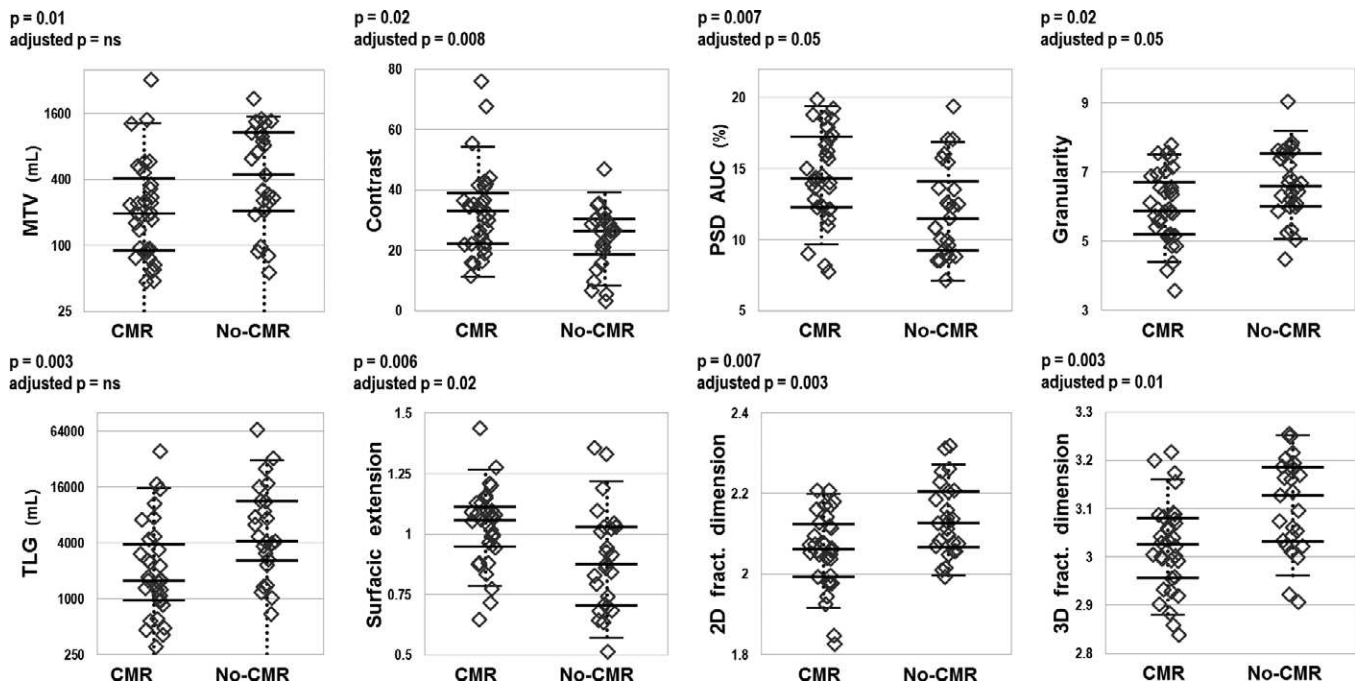 p = 0.01
adjusted p = ns
MTV (mL)
1600
400
100
25
CMR No-CMR
p = 0.02
adjusted p = 0.008
Contrast
80
60
40
20
0
CMR No-CMR
p = 0.007
adjusted p = 0.05
PSD AUC (%)
20
15
10
5
CMR No-CMR
p = 0.02
adjusted p = 0.05
Granularity
9
7
5
3
CMR No-CMR
p = 0.003
adjusted p = ns
TLG (mL)
64000
16000
4000
1000
250
CMR No-CMR
p = 0.006
adjusted p = 0.02
Surfacic extension
1.5
1.25
1
0.75
0.5
CMR No-CMR
p = 0.007
adjusted p = 0.003
2D fract. dimension
2.4
2.2
2
1.8
CMR No-CMR
p = 0.003
adjusted p = 0.01
3D fract. dimension
3.3
3.2
3.1
3
2.9
2.8
CMR No-CMR